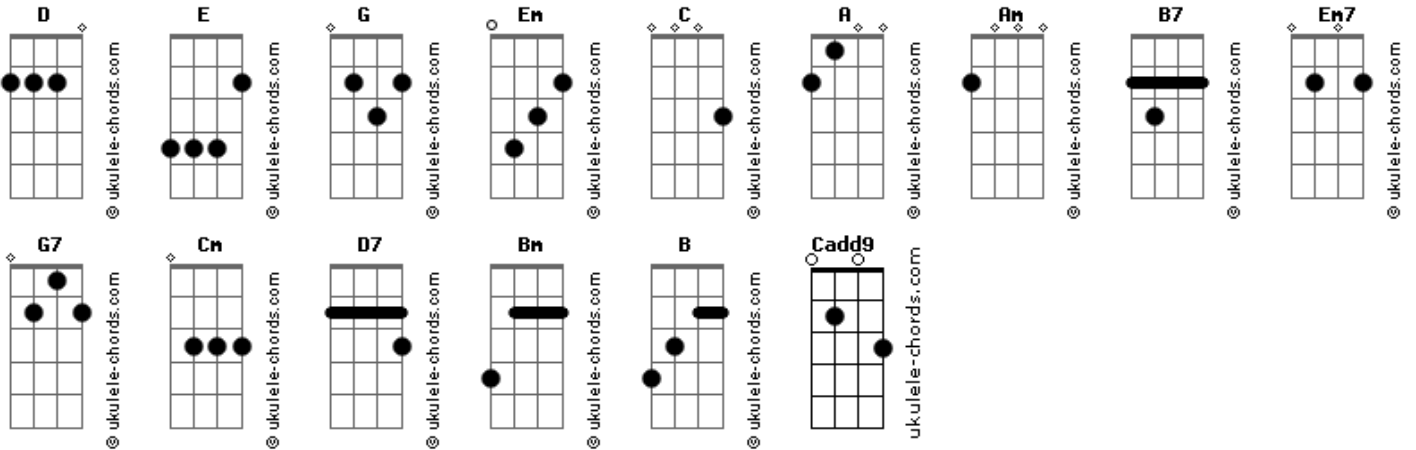 D E G Em C A Am B7 Em7
© ukulele-chords.com © ukulele-chords.com © ukulele-chords.com © ukulele-chords.com © ukulele-chords.com © ukulele-chords.com © ukulele-chords.com © ukulele-chords.com © ukulele-chords.com
G7 Cm D7 Bm B Cadd9
© ukulele-chords.com © ukulele-chords.com © ukulele-chords.com © ukulele-chords.com © ukulele-chords.com ukulele-chords.com